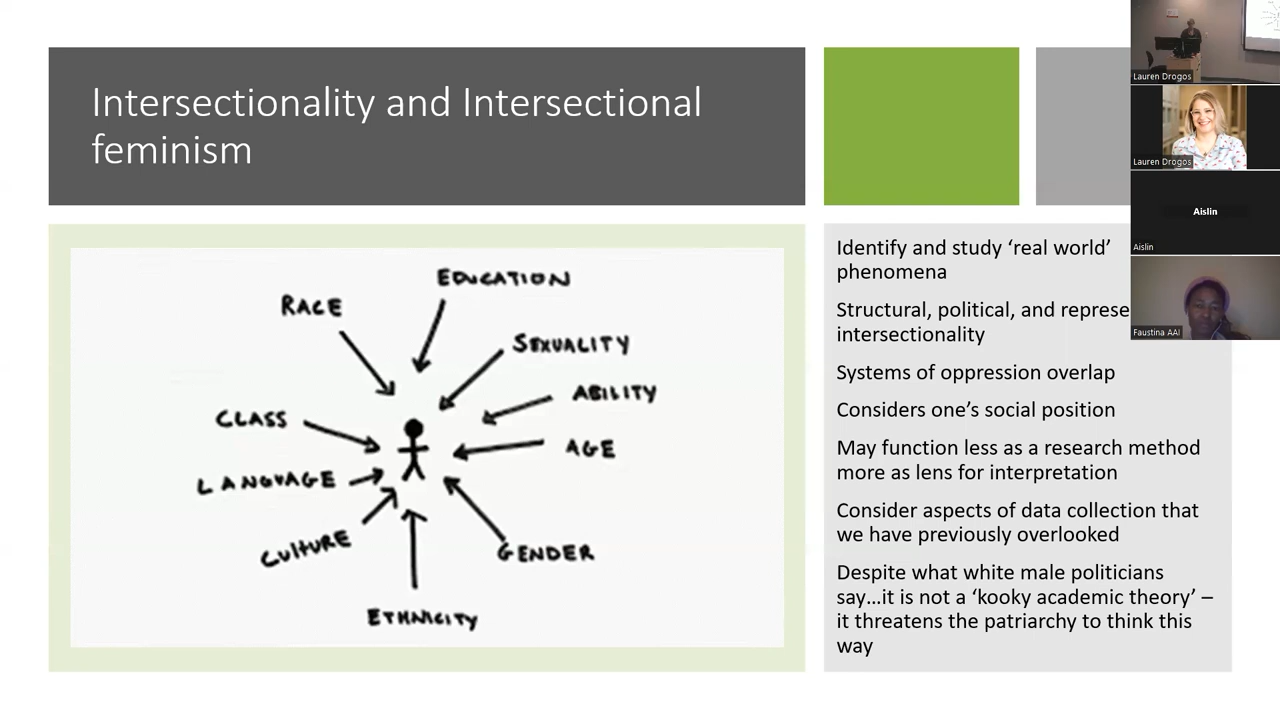 Intersectionality and Intersectional
feminism
EDUCATION
RACE
SEXUALITY
ABILITY
CLASS
AGE
LANGUAGE
CULTURE
GENDER
ETHNICITY
Identify and study ‘real world’
phenomena
Structural, political, and represe
intersectionality
Systems of oppression overlap
Considers one’s social position
May function less as a research method
more as lens for interpretation
Consider aspects of data collection that
we have previously overlooked
Despite what white male politicians
say…it is not a ‘kooky academic theory’ –
it threatens the patriarchy to think this
way
Lauren Drogos
Lauren Drogos
Aislin
Aislin
Faustina AAI